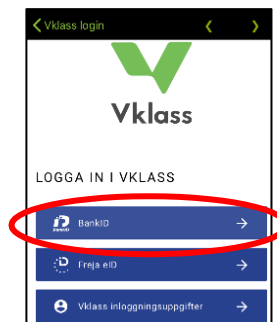 Vklass login
Vklass
LOGGA IN I VKLASS
BankID
BankID
Freja eID
Vklass inloggningsuppgifter